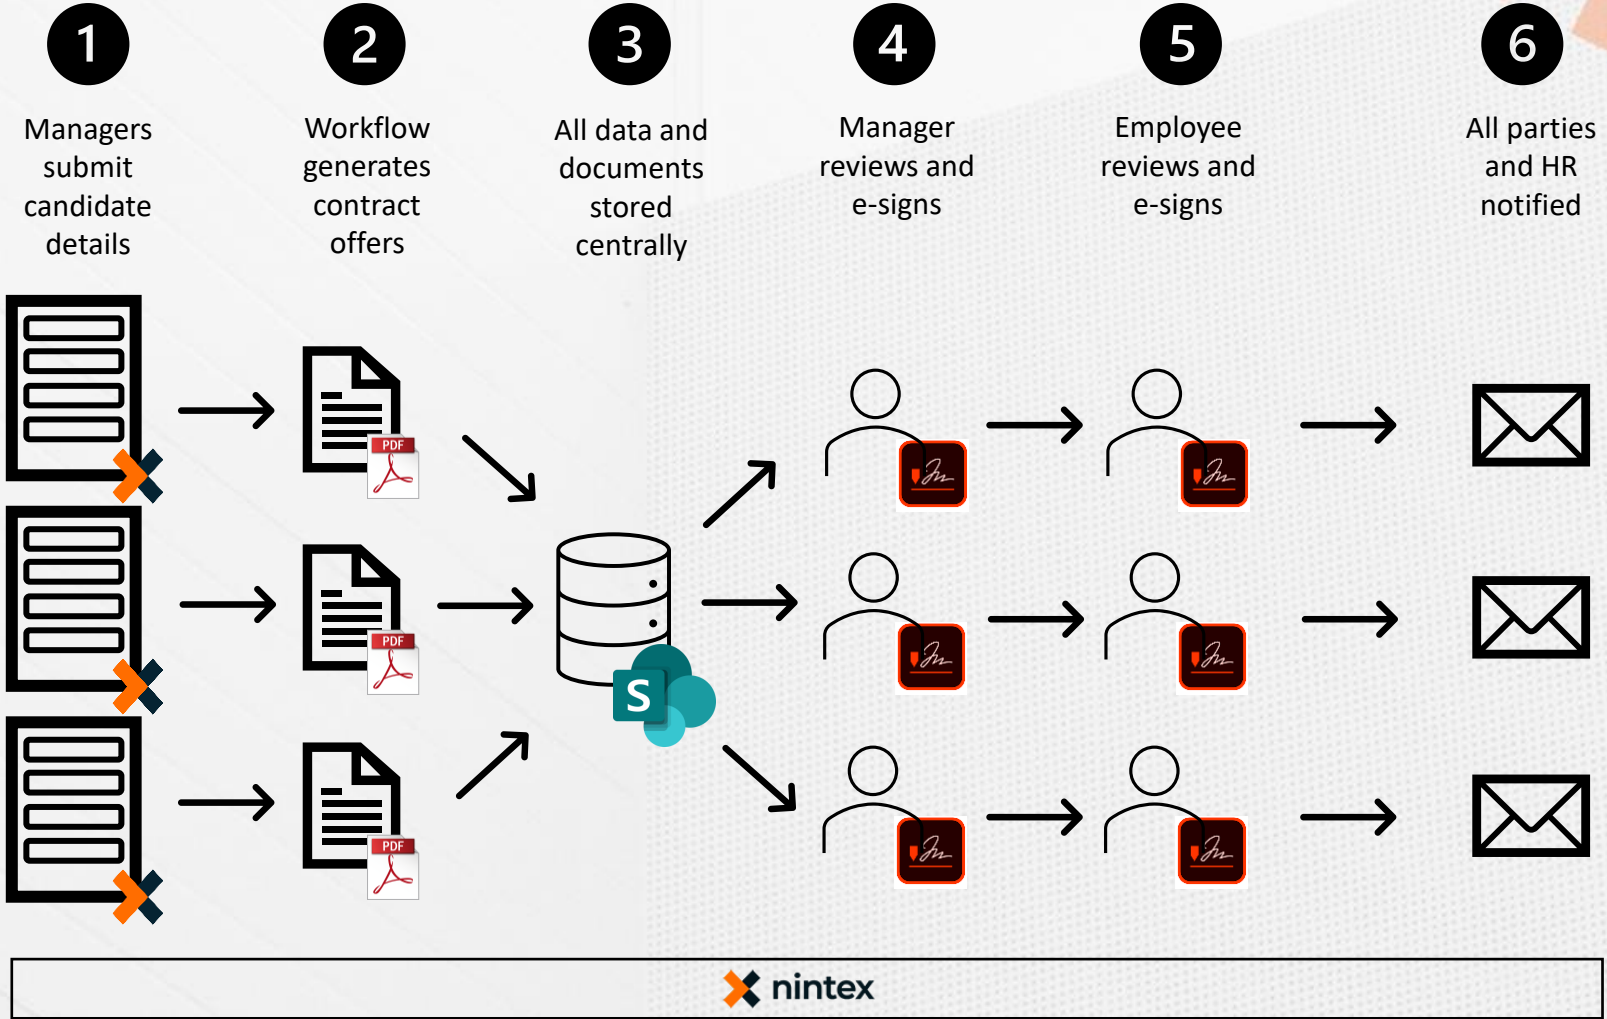 1
Managers
submit
candidate
details
2
Workflow
generates
contract
offers
3
All data and
documents
stored
centrally
4
Manager
reviews and
e-signs
5
Employee
reviews and
e-signs
6
All parties
and HR
notified
PDF
PDF
PDF
S
nintex